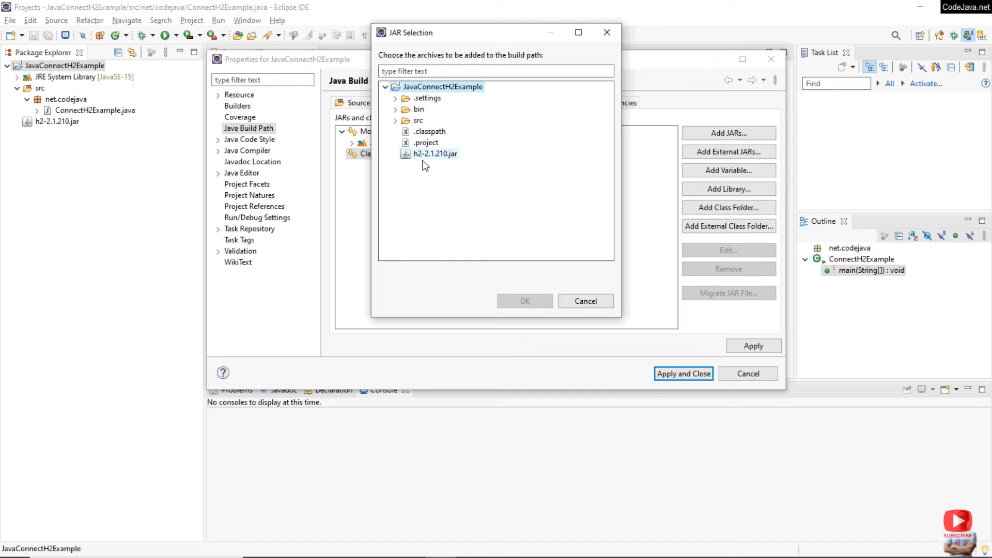 Projects - JavaConnectH2Example/src/net/codejava/ConnectH2Example.java - Eclipse IDE
CodeJava.net
File Edit Source Refactor Navigate Search Project Run Window Help
Package Explorer
JavaConnectH2Example
JRE System Library [JavaSE-15]
src
net.codejava
ConnectH2Example.java
h2-2.1.210.jar
Properties for JavaConnectH2Example
type filter text
Resource
Builders
Coverage
Java Build Path
Java Code Style
Java Compiler
Javadoc Location
Java Editor
Project Facets
Project Natures
Project References
Run/Debug Settings
Task Repository
Task Tags
Validation
WikiText
Java Build
Source
JARs and cl
Mo
Cla
JAR Selection
Choose the archives to be added to the build path:
type filter text
JavaConnectH2Example
.settings
bin
src
.classpath
.project
h2-2.1.210.jar
OK
Cancel
dencies
Add JARs...
Add External JARs...
Add Variable...
Add Library...
Add Class Folder...
Add External Class Folder...
Edit...
Remove
Migrate JAR File...
Apply
Apply and Close
Cancel
Task List
Find
All
Activate...
Outline
net.codejava
ConnectH2Example
main(String[]) : void
Problems Javadoc Declaration Console
No consoles to display at this time.
SUBSCRIBE
JavaConnectH2Example